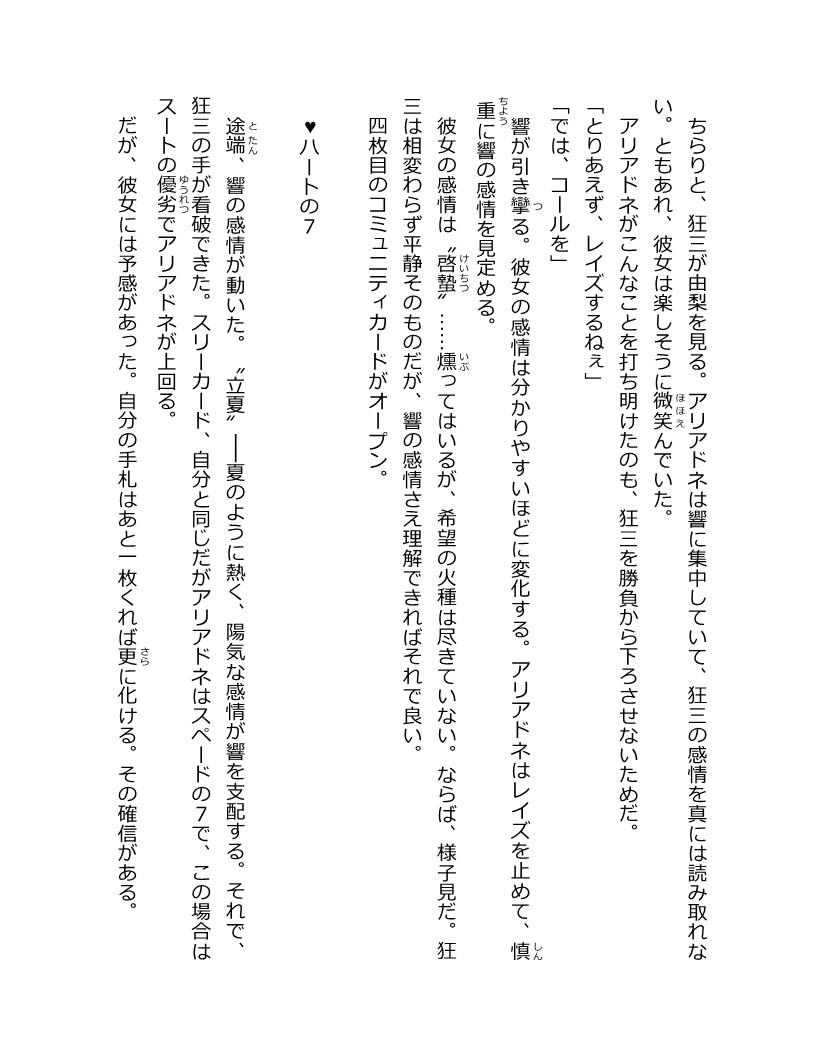 ちらりと、狂三が由梨を見る。アリアドネは響に集中していて、狂三の感情を真には読み取れな
い。ともあれ、彼女は楽しそうに微笑んでいた。
アリアドネがこんなことを打ち明けたのも、狂三を勝負から下ろさせないためだ。
「とりあえず、レイズするねぇ」
「では、コールを」
響が引き攣る。彼女の感情は分かりやすいほどに変化する。アリアドネはレイズを止めて、慎
重に響の感情を見定める。
彼女の感情は〝啓蟄〟……燻ってはいるが、希望の火種は尽きていない。ならば、様子見だ。狂
三は相変わらず平静そのものだが、響の感情さえ理解できればそれで良い。
四枚目のコミュニティカードがオープン。
♥ハートの7
途端、響の感情が動いた。〝立夏〟──夏のように熱く、陽気な感情が響を支配する。それで、
狂三の手が看破できた。スリーカード、自分と同じだがアリアドネはスペードの7で、この場合は
スートの優劣でアリアドネが上回る。
だが、彼女には予感があった。自分の手札はあと一枚くれば更に化ける。その確信がある。